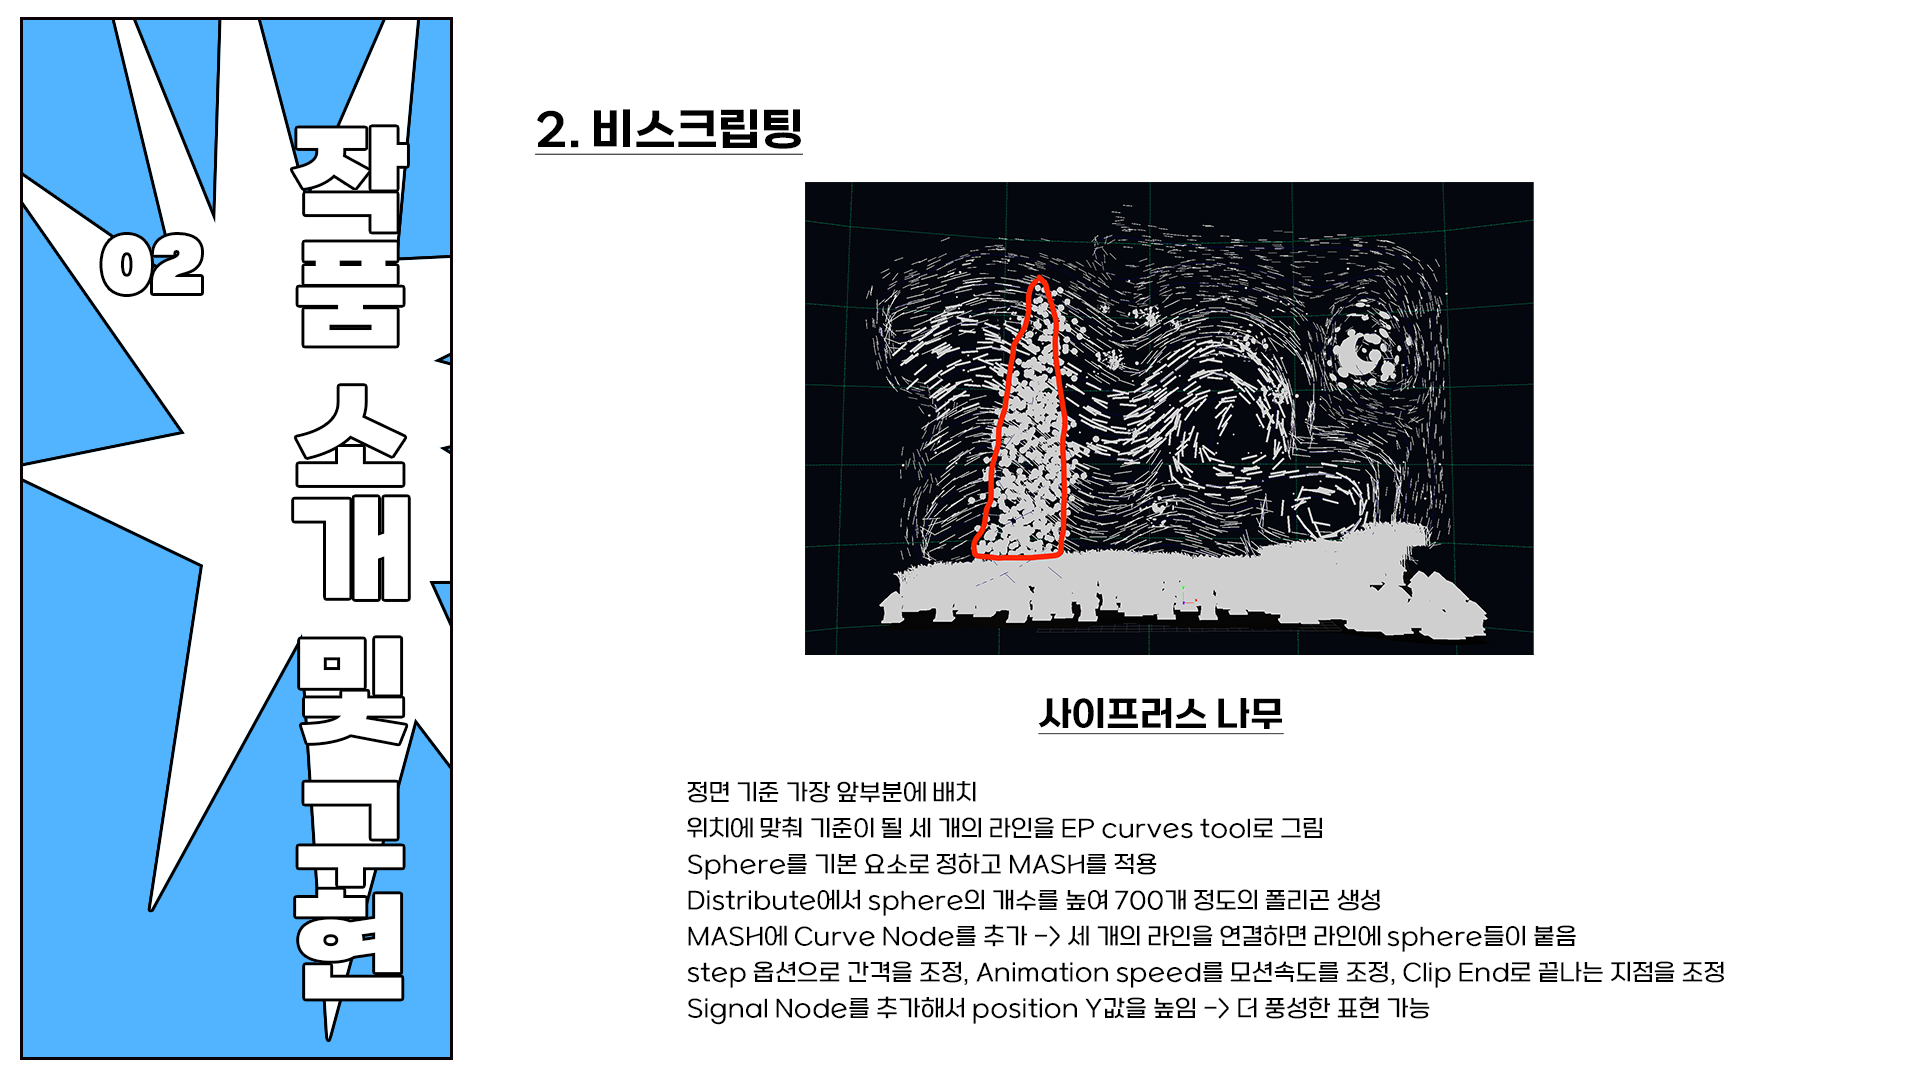 02
작품 소개 및 구현
2. 비스크립팅
사이프러스 나무
정면 기준 가장 앞부분에 배치
위치에 맞춰 기준이 될 세 개의 라인을 EP curves tool로 그림
Sphere를 기본 요소로 정하고 MASH를 적용
Distribute에서 sphere의 개수를 높여 700개 정도의 폴리곤 생성
MASH에 Curve Node를 추가 -> 세 개의 라인을 연결하면 라인에 sphere들이 붙음
step 옵션으로 간격을 조정, Animation speed를 모션속도를 조정, Clip End로 끝나는 지점을 조정
Signal Node를 추가해서 position Y값을 높임 -> 더 풍성한 표현 가능